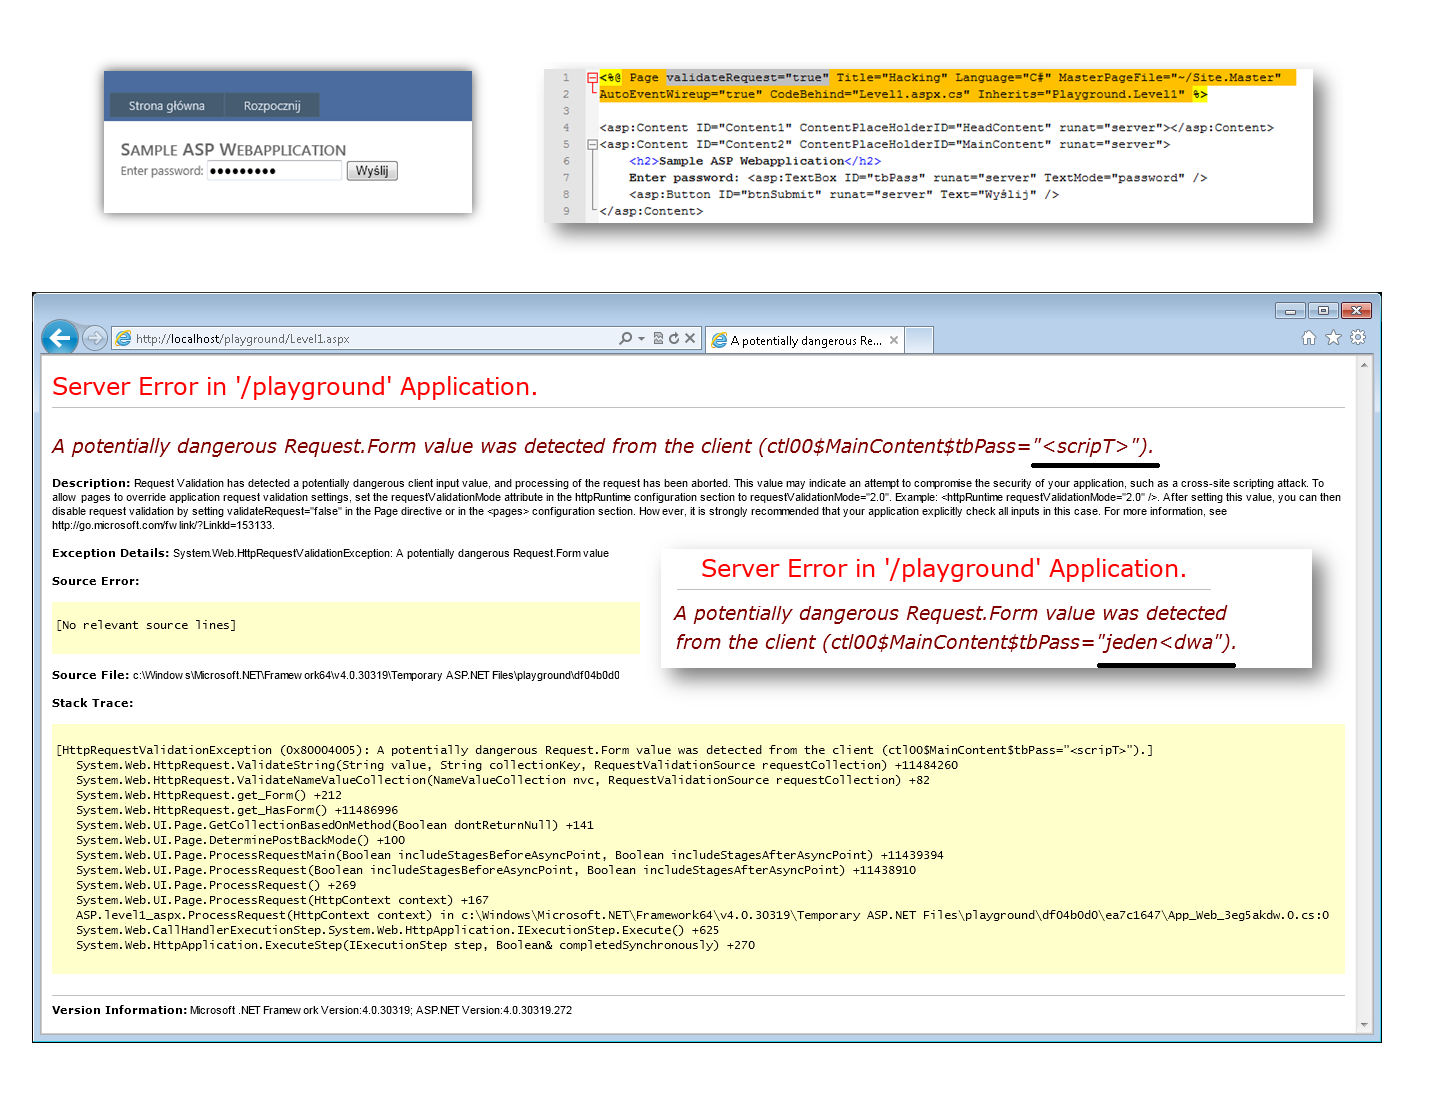 Strona główna Rozpocznij
SAMPLE ASP WEBAPPLICATION
Enter password: ●●●●●●●●● Wyślij
1 <%@ Page validateRequest="true" Title="Hacking" Language="C#" MasterPageFile="~/Site.Master"
2 AutoEventWireup="true" CodeBehind="Level1.aspx.cs" Inherits="Playground.Level1" %>
3
4 <asp:Content ID="Content1" ContentPlaceHolderID="HeadContent" runat="server"></asp:Content>
5 <asp:Content ID="Content2" ContentPlaceHolderID="MainContent" runat="server">
6 <h2>Sample ASP Webapplication</h2>
7 Enter password: <asp:TextBox ID="tbPass" runat="server" TextMode="password" />
8 <asp:Button ID="btnSubmit" runat="server" Text="Wyślij" />
9 </asp:Content>
http://localhost/playground/Level1.aspx
A potentially dangerous Re...
Server Error in '/playground' Application.
A potentially dangerous Request.Form value was detected from the client (ctl00$MainContent$tbPass="<scripT>").
Description: Request Validation has detected a potentially dangerous client input value, and processing of the request has been aborted. This value may indicate an attempt to compromise the security of your application, such as a cross-site scripting attack. To
allow pages to override application request validation settings, set the requestValidationMode attribute in the httpRuntime configuration section to requestValidationMode="2.0". Example: <httpRuntime requestValidationMode="2.0" />. After setting this value, you can then
disable request validation by setting validateRequest="false" in the Page directive or in the <pages> configuration section. However, it is strongly recommended that your application explicitly check all inputs in this case. For more information, see
http://go.microsoft.com/fwlink/?LinkId=153133.
Exception Details: System.Web.HttpRequestValidationException: A potentially dangerous Request.Form value
Source Error:
[No relevant source lines]
Server Error in '/playground' Application.
A potentially dangerous Request.Form value was detected
from the client (ctl00$MainContent$tbPass="jeden<dwa").
Source File: c:\Windows\Microsoft.NET\Framework64\v4.0.30319\Temporary ASP.NET Files\playground\df04b0d0
Stack Trace:
[HttpRequestValidationException (0x80004005): A potentially dangerous Request.Form value was detected from the client (ctl00$MainContent$tbPass="<scripT>").]
System.Web.HttpRequest.ValidateString(String value, String collectionKey, RequestValidationSource requestCollection) +11484260
System.Web.HttpRequest.ValidateNameValueCollection(NameValueCollection nvc, RequestValidationSource requestCollection) +82
System.Web.HttpRequest.get_Form() +212
System.Web.HttpRequest.get_HasForm() +11486996
System.Web.UI.Page.GetCollectionBasedOnMethod(Boolean dontReturnNull) +141
System.Web.UI.Page.DeterminePostBackMode() +100
System.Web.UI.Page.ProcessRequestMain(Boolean includeStagesBeforeAsyncPoint, Boolean includeStagesAfterAsyncPoint) +11439394
System.Web.UI.Page.ProcessRequest(Boolean includeStagesBeforeAsyncPoint, Boolean includeStagesAfterAsyncPoint) +11438910
System.Web.UI.Page.ProcessRequest() +269
System.Web.UI.Page.ProcessRequest(HttpContext context) +167
ASP.level1_aspx.ProcessRequest(HttpContext context) in c:\Windows\Microsoft.NET\Framework64\v4.0.30319\Temporary ASP.NET Files\playground\df04b0d0\ea7c1647\App_Web_3eg5akdw.0.cs:0
System.Web.CallHandlerExecutionStep.System.Web.HttpApplication.IExecutionStep.Execute() +625
System.Web.HttpApplication.ExecuteStep(IExecutionStep step, Boolean& completedSynchronously) +270
Version Information: Microsoft .NET Framework Version:4.0.30319; ASP.NET Version:4.0.30319.272